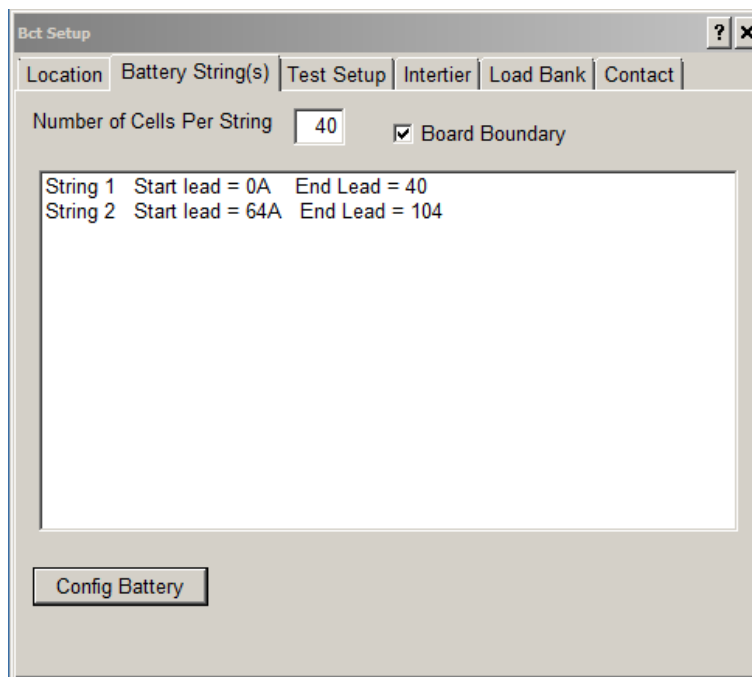 Bct Setup
Location Battery String(s) Test Setup Intertier Load Bank Contact
Number of Cells Per String 40 Board Boundary
String 1 Start lead = 0A End Lead = 40
String 2 Start lead = 64A End Lead = 104
Config Battery